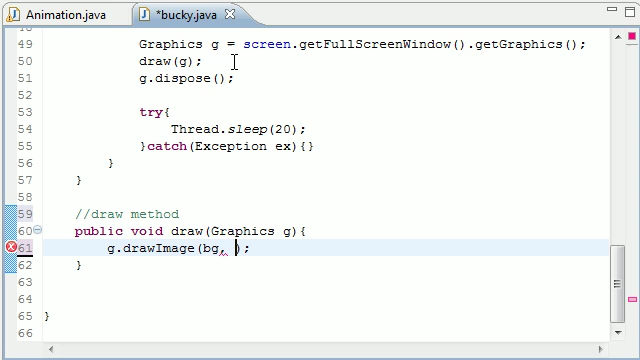 Animation.java
*bucky.java
49 Graphics g = screen.getFullScreenWindow().getGraphics();
50 draw(g);
51 g.dispose();
52
53 try{
54 Thread.sleep(20);
55 }catch(Exception ex){}
56 }
57 }
58
59 //draw method
60 public void draw(Graphics g){
61 g.drawImage(bg, );
62 }
63
64
65 }
66